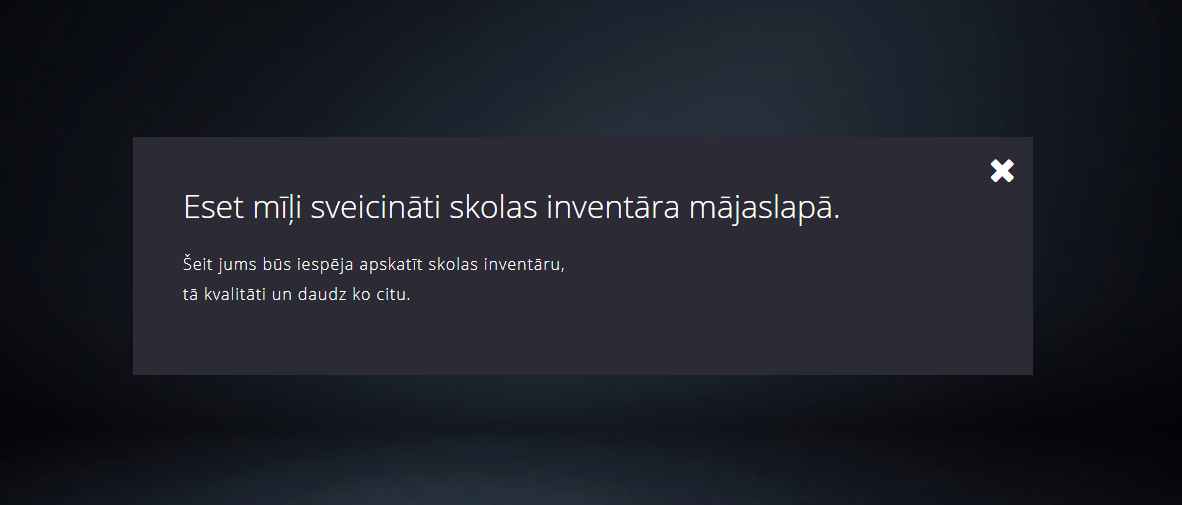 Eset mīļi sveicināti skolas inventāra mājaslapā.
Šeit jums būs iespēja apskatīt skolas inventāru,
tā kvalitāti un daudz ko citu.